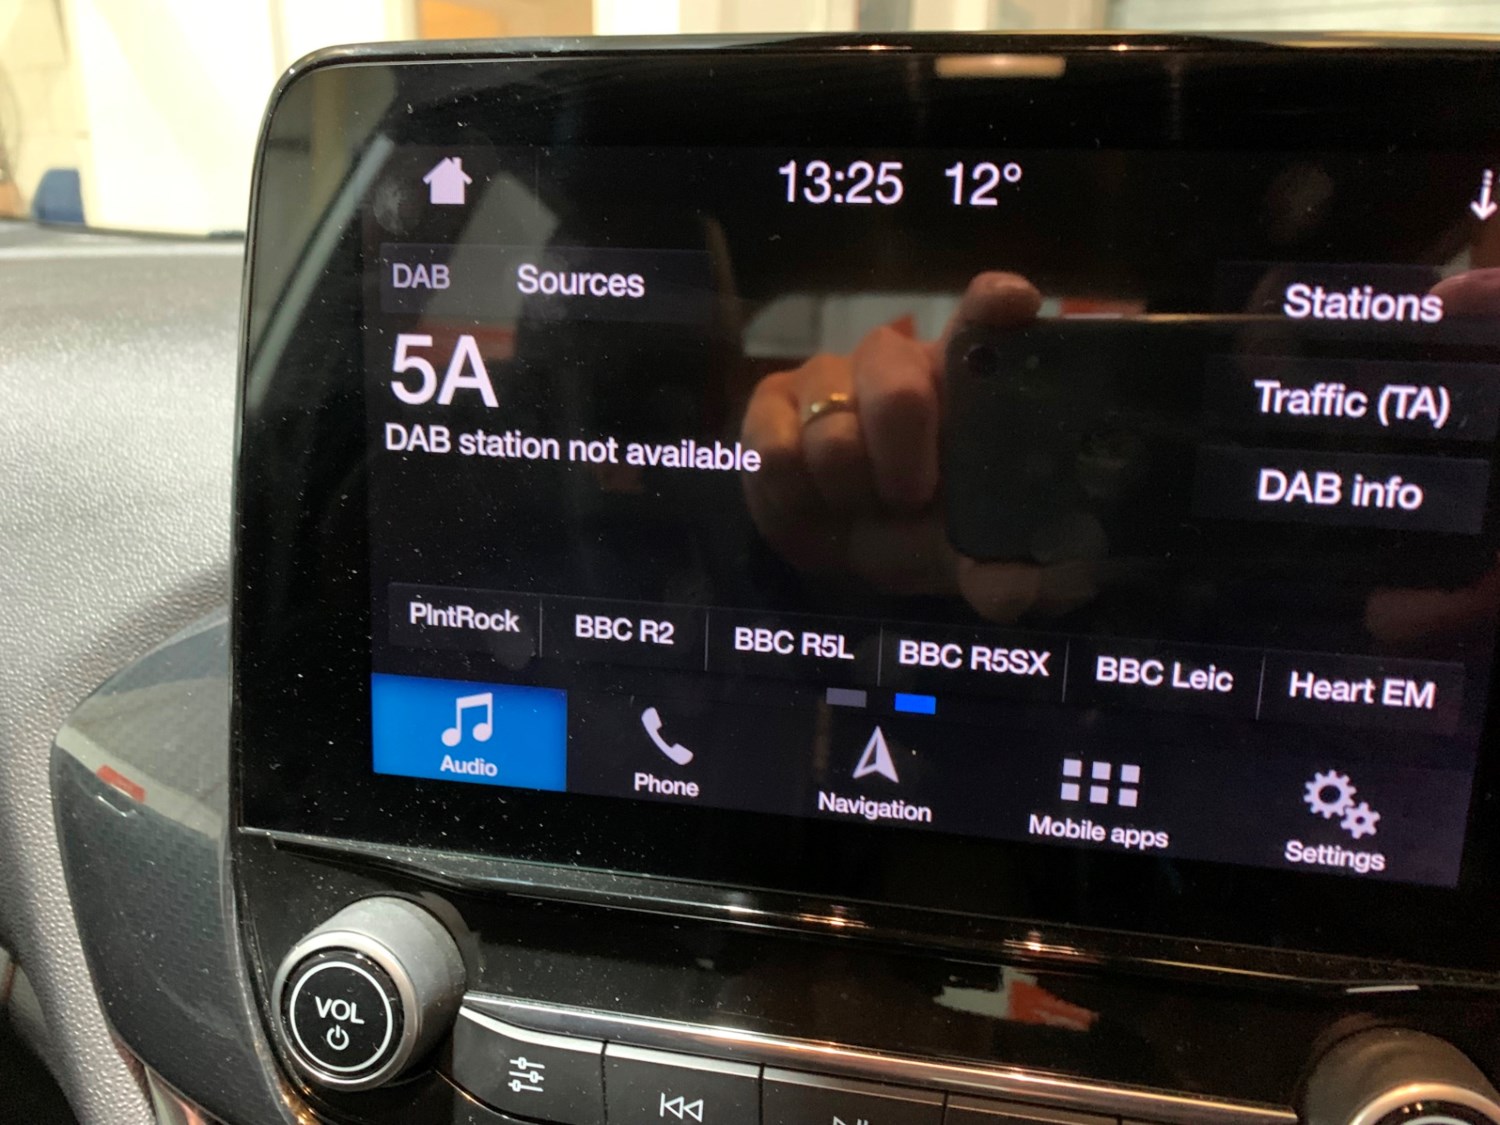 13:25 12°
DAB Sources
Stations
5A
Traffic (TA)
DAB station not available
DAB info
PlntRock BBC R2 BBC R5L BBC R5SX BBC Leic Heart EM
Audio Phone Navigation Mobile apps Settings
VOL